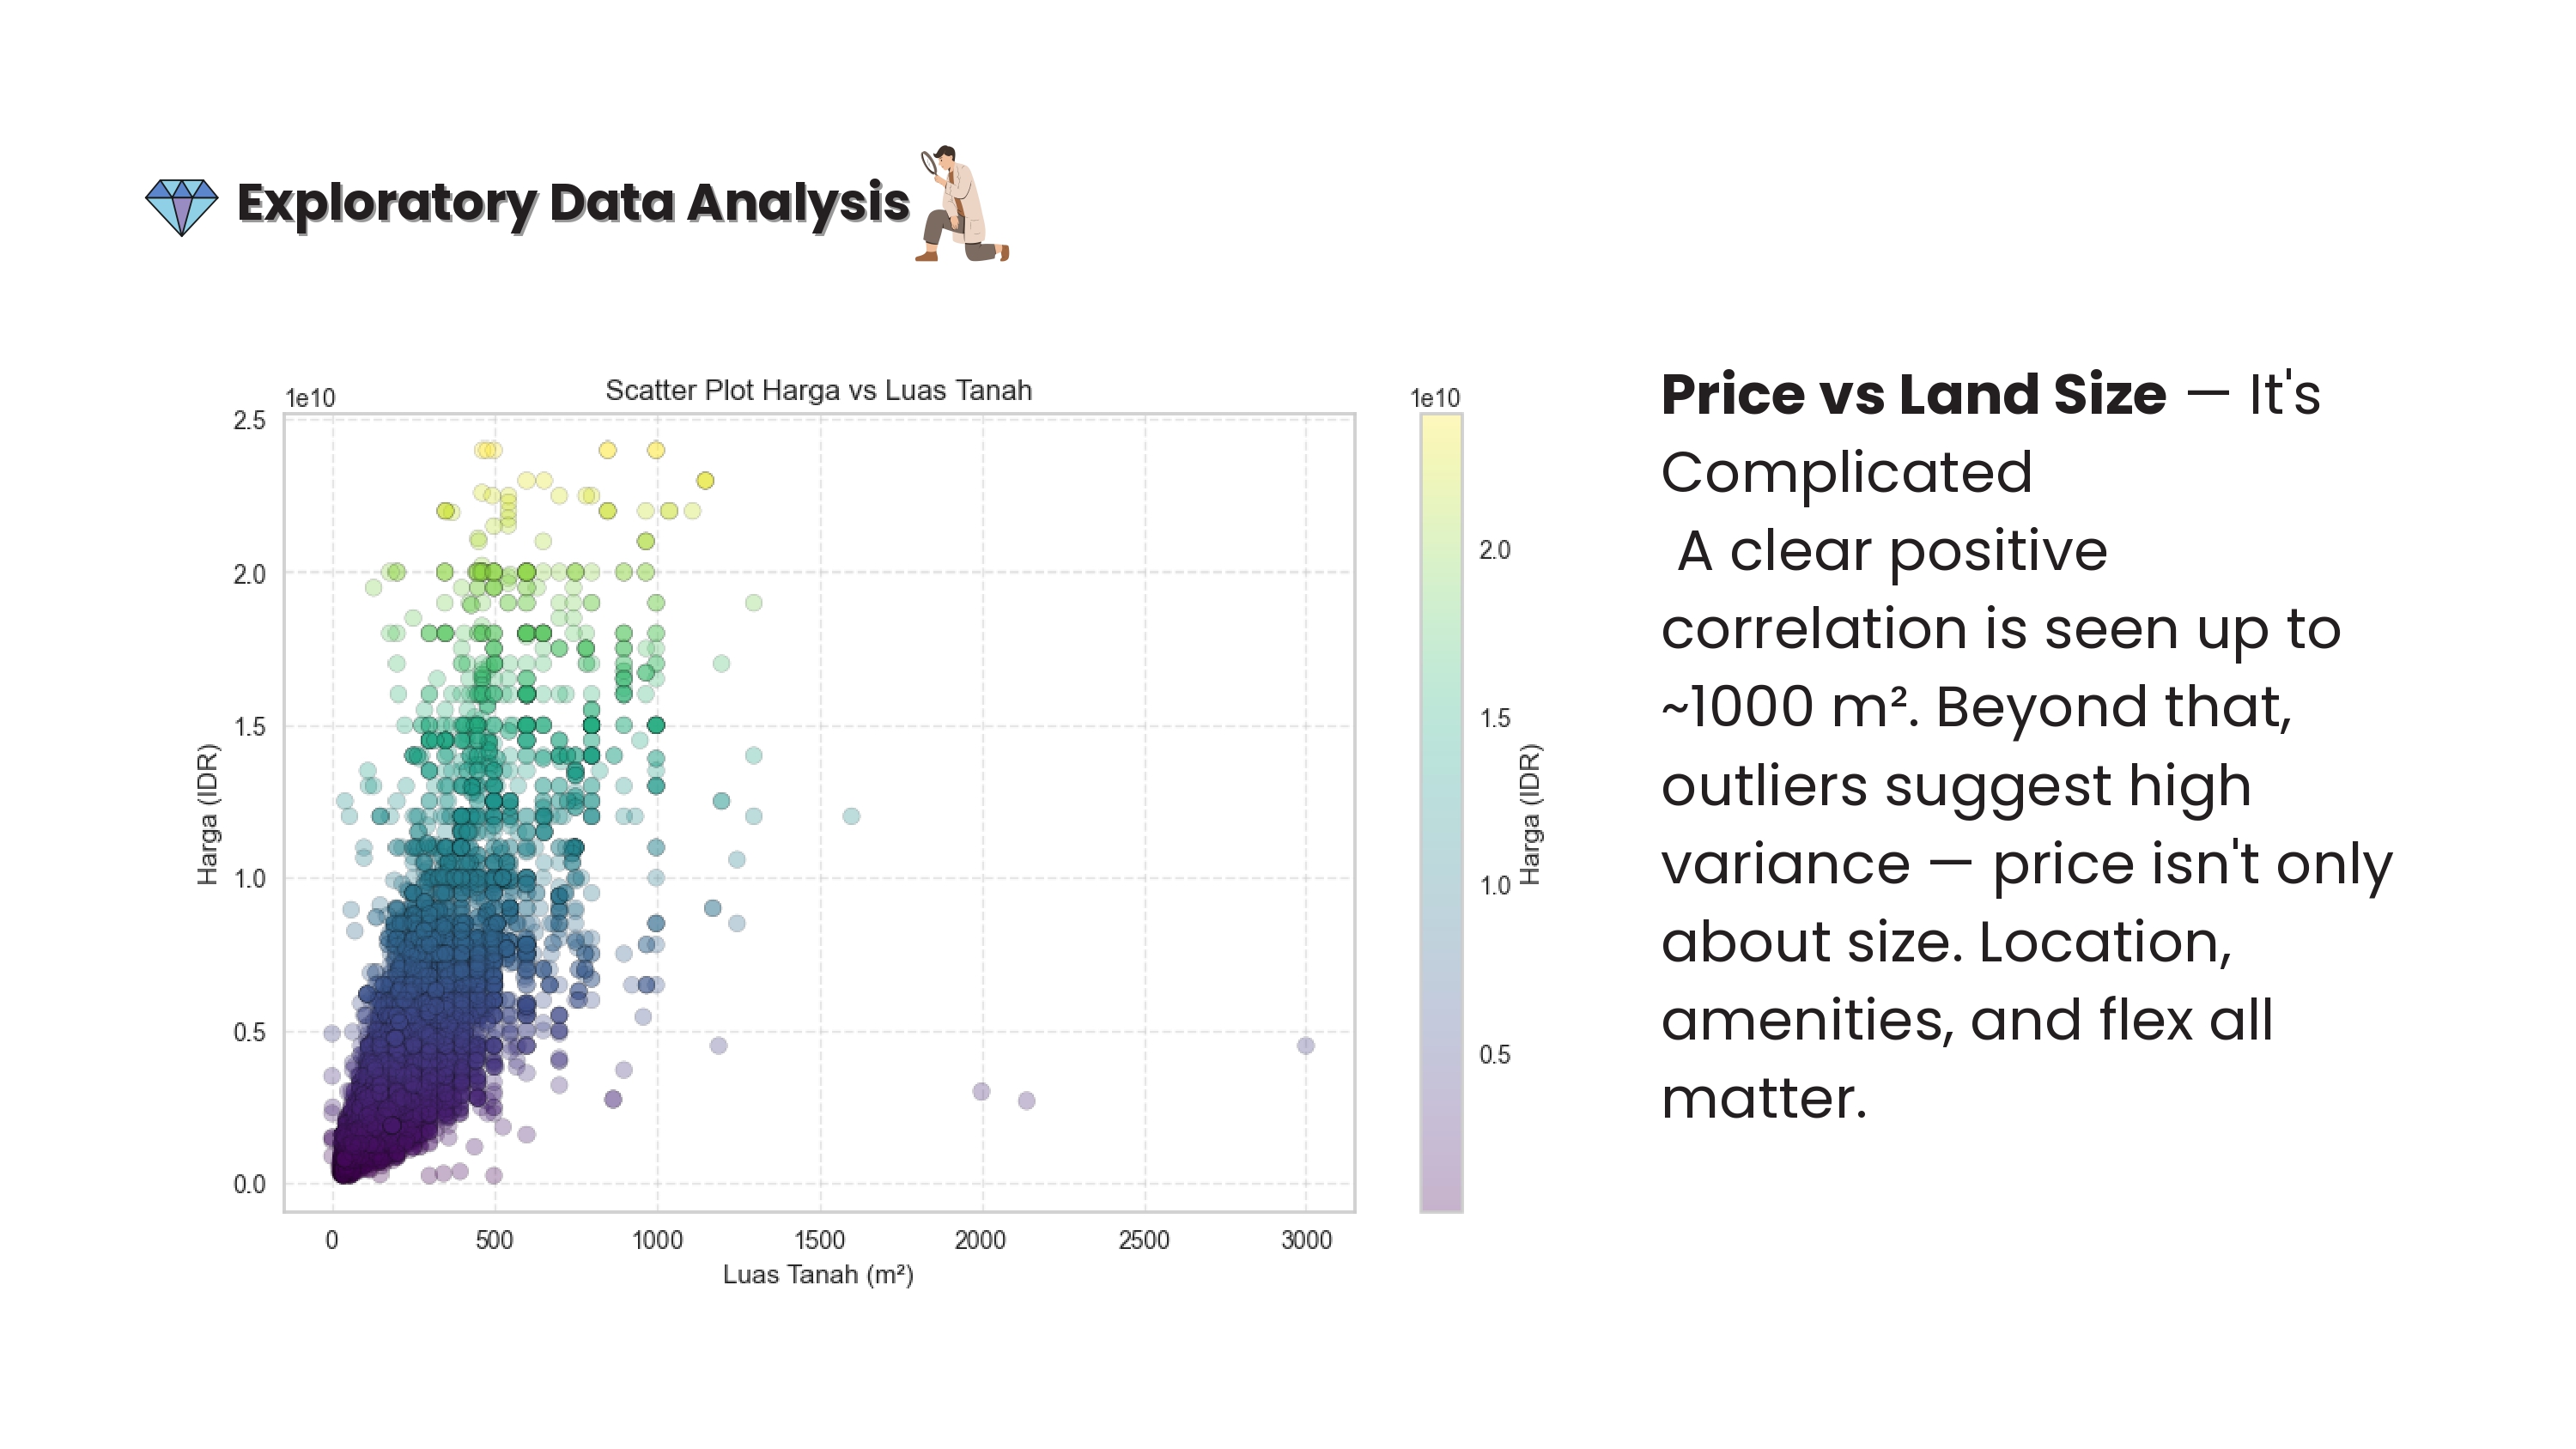 Exploratory Data Analysis
Scatter Plot Harga vs Luas Tanah
1e10
2.5
2.0
1.5
1.0
0.5
0.0
Harga (IDR)
0 500 1000 1500 2000 2500 3000
Luas Tanah (m²)
1e10
2.0
1.5
1.0
0.5
Harga (IDR)
Price vs Land Size — It's
Complicated
A clear positive
correlation is seen up to
~1000 m². Beyond that,
outliers suggest high
variance — price isn't only
about size. Location,
amenities, and flex all
matter.